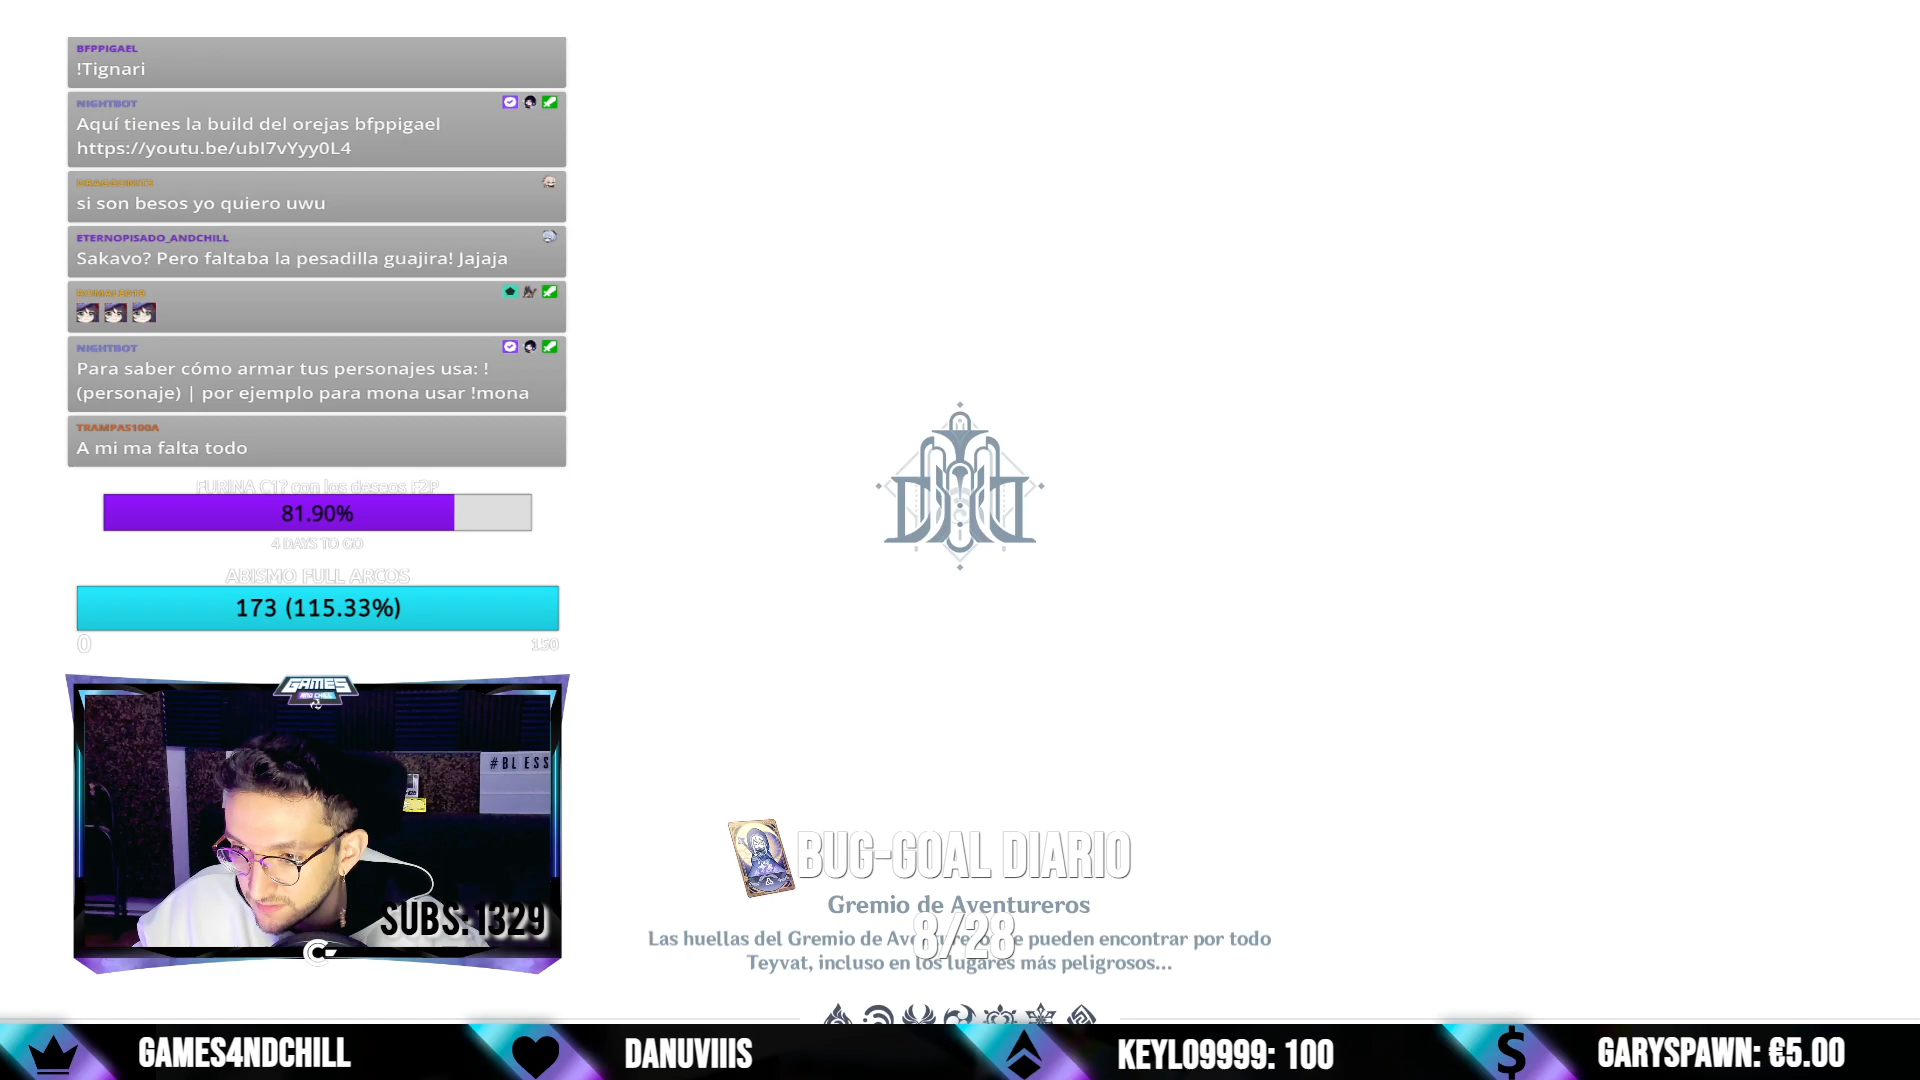 BFPPIGAEL
!Tignari
NIGHTBOT
Aquí tienes la build del orejas bfppigael
https://youtu.be/ubI7vYyy0L4
si son besos yo quiero uwu
ETERNOPISADO_ANDCHILL
Sakavo? Pero faltaba la pesadilla guajira! Jajaja
NIGHTBOT
Para saber cómo armar tus personajes usa: !
(personaje) | por ejemplo para mona usar !mona
TRAMPAS100A
A mi ma falta todo
FURINA C1? con los deseos F2P
81.90%
4 DAYS TO GO
ABISMO FULL ARCOS
173 (115.33%)
0
150
GAMES
AND CHILL
#BLESS
SUBS:1329
BUG-GOAL DIARIO
Gremio de Aventureros
8/28
Las huellas del Gremio de se pueden encontrar por todo
Teyvat, incluso en los lugares más peligrosos...
GAMES4NDCHILL
DANUVIIIS
KEYLO9999: 100
GARYSPAWN: €5.00